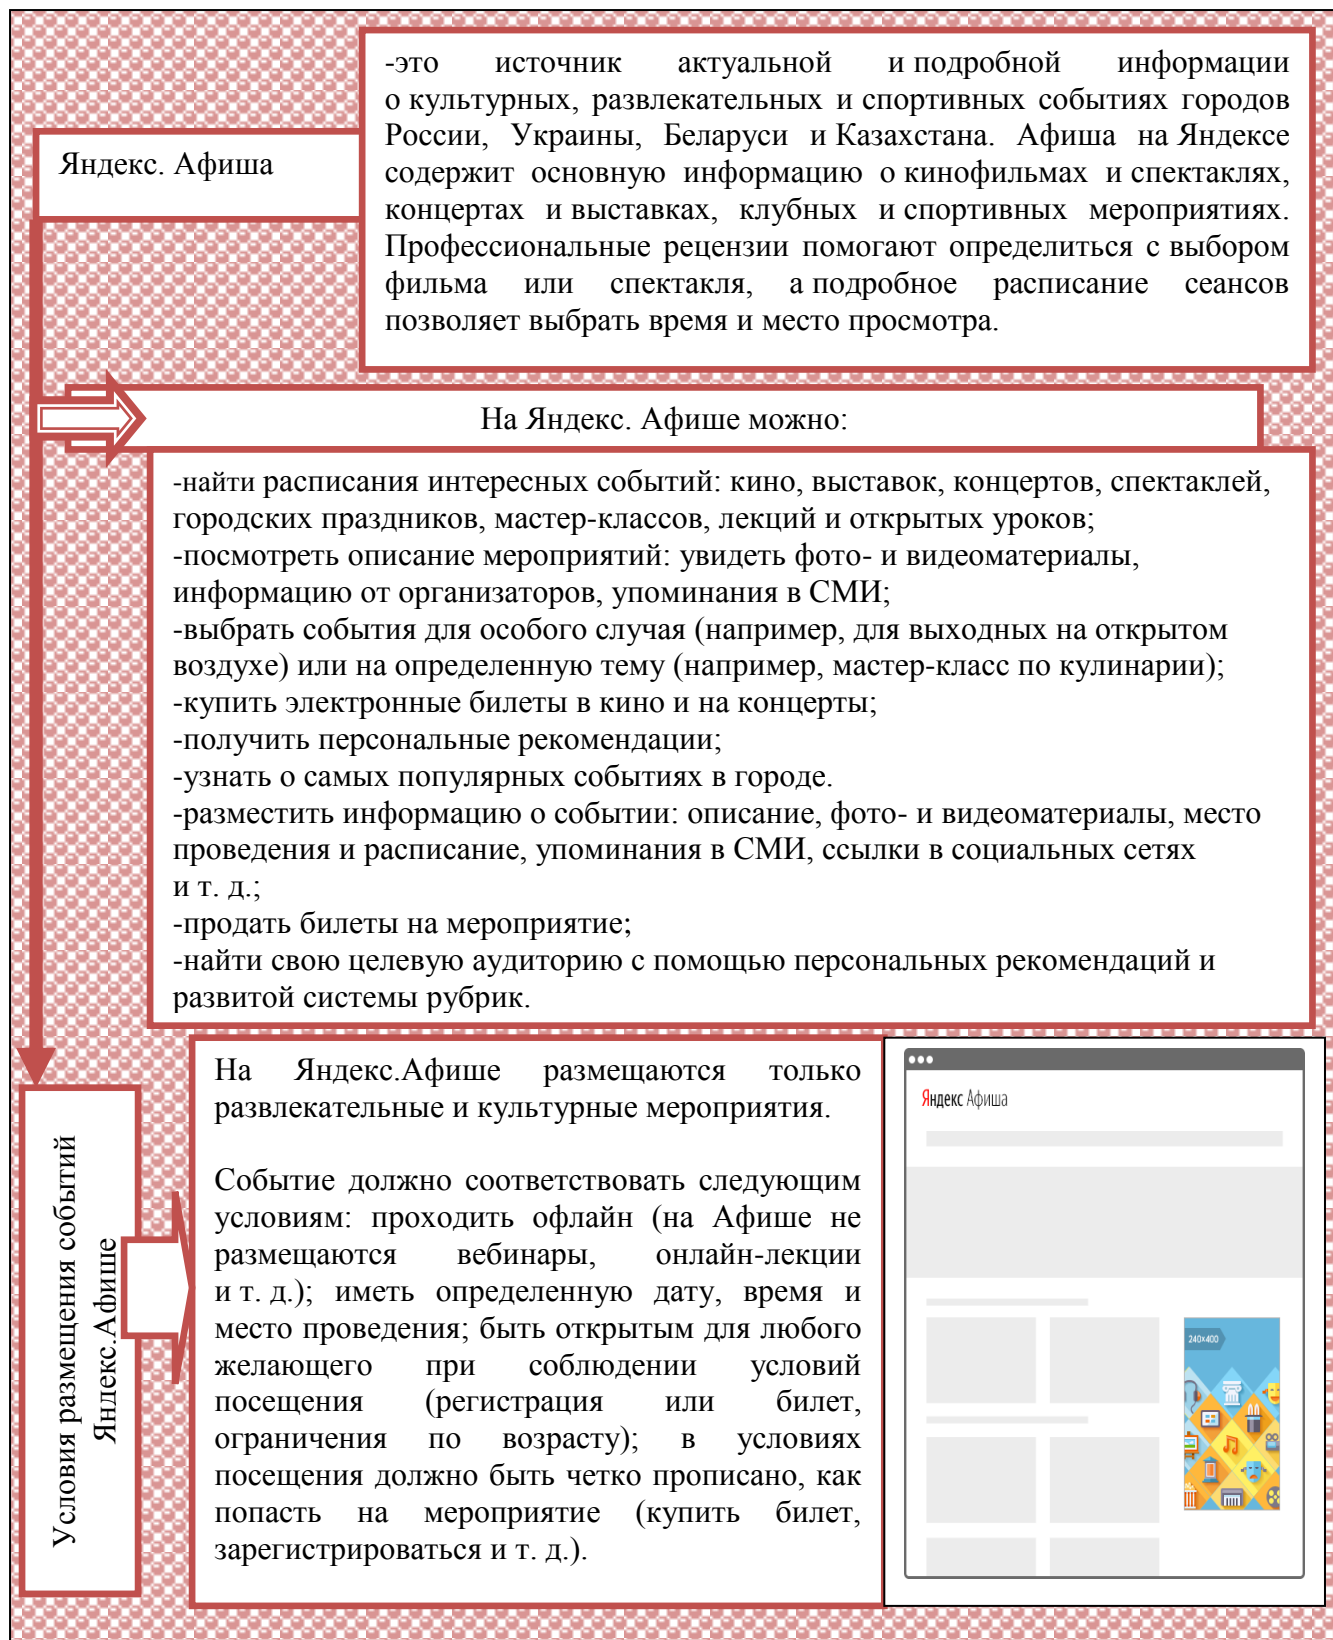 Яндекс. Афиша
-это источник актуальной и подробной информации
о культурных, развлекательных и спортивных событиях городов
России, Украины, Беларуси и Казахстана. Афиша на Яндексе
содержит основную информацию о кинофильмах и спектаклях,
концертах и выставках, клубных и спортивных мероприятиях.
Профессиональные рецензии помогают определиться с выбором
фильма или спектакля, а подробное расписание сеансов
позволяет выбрать время и место просмотра.
На Яндекс. Афише можно:
-найти расписания интересных событий: кино, выставок, концертов, спектаклей,
городских праздников, мастер-классов, лекций и открытых уроков;
-посмотреть описание мероприятий: увидеть фото- и видеоматериалы,
информацию от организаторов, упоминания в СМИ;
-выбрать события для особого случая (например, для выходных на открытом
воздухе) или на определенную тему (например, мастер-класс по кулинарии);
-купить электронные билеты в кино и на концерты;
-получить персональные рекомендации;
-узнать о самых популярных событиях в городе.
-разместить информацию о событии: описание, фото- и видеоматериалы, место
проведения и расписание, упоминания в СМИ, ссылки в социальных сетях
и т. д.;
-продать билеты на мероприятие;
-найти свою целевую аудиторию с помощью персональных рекомендаций и
развитой системы рубрик.
Условия размещения событий
Яндекс.Афише
На Яндекс.Афише размещаются только
развлекательные и культурные мероприятия.
Событие должно соответствовать следующим
условиям: проходить офлайн (на Афише не
размещаются вебинары, онлайн-лекции
и т. д.); иметь определенную дату, время и
место проведения; быть открытым для любого
желающего при соблюдении условий
посещения (регистрация или билет,
ограничения по возрасту); в условиях
посещения должно быть четко прописано, как
попасть на мероприятие (купить билет,
зарегистрироваться и т. д.).
Яндекс Афиша
240×400